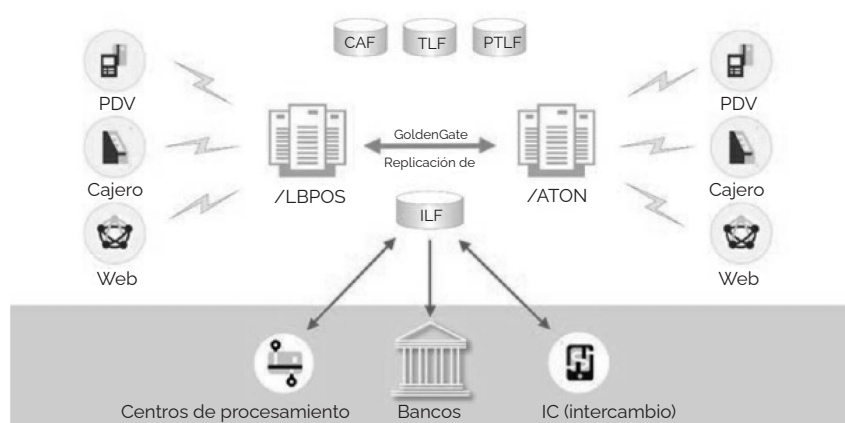 CAF
TLF
PTLF
PDV
PDV
GoldenGate
Replicación de
Cajero
Cajero
/LBPOS
/ATON
ILF
Web
Web
Centros de procesamiento
Bancos
IC (intercambio)